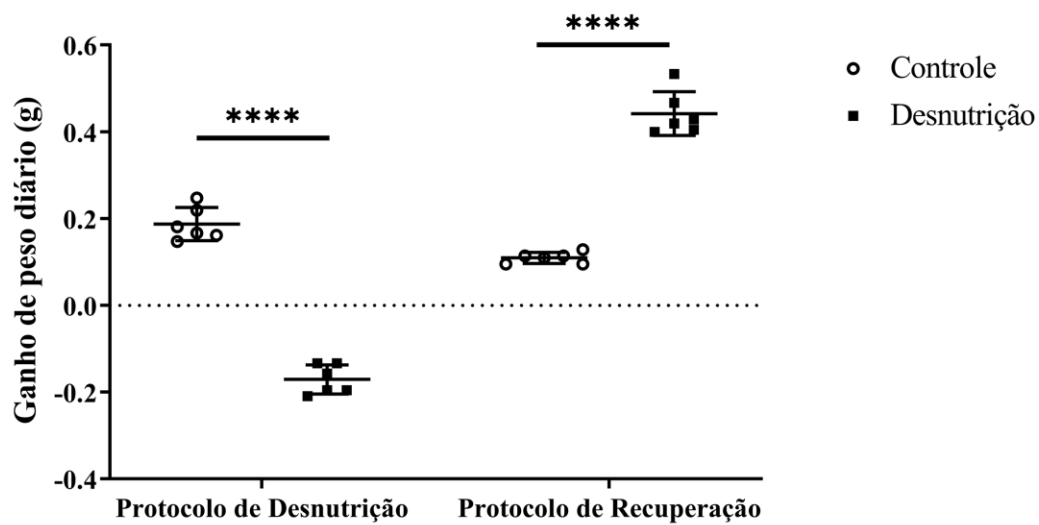 ****
0.6
Controle
Desnutrição
****
0.4
0.2
0.0
-0.2
-0.4
Ganho de peso diário (g)
Protocolo de Desnutrição
Protocolo de Recuperação